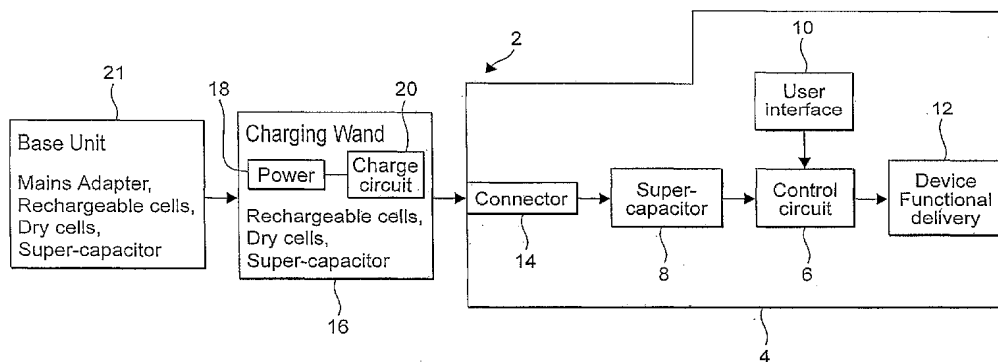 21
Base Unit
Mains Adapter,
Rechargeable cells,
Dry cells,
Super-capacitor
18
20
Charging Wand
Power
Charge
circuit
Rechargeable cells,
Dry cells,
Super-capacitor
16
2
Connector
14
Super-
capacitor
8
10
User
interface
Control
circuit
6
12
Device
Functional
delivery
4